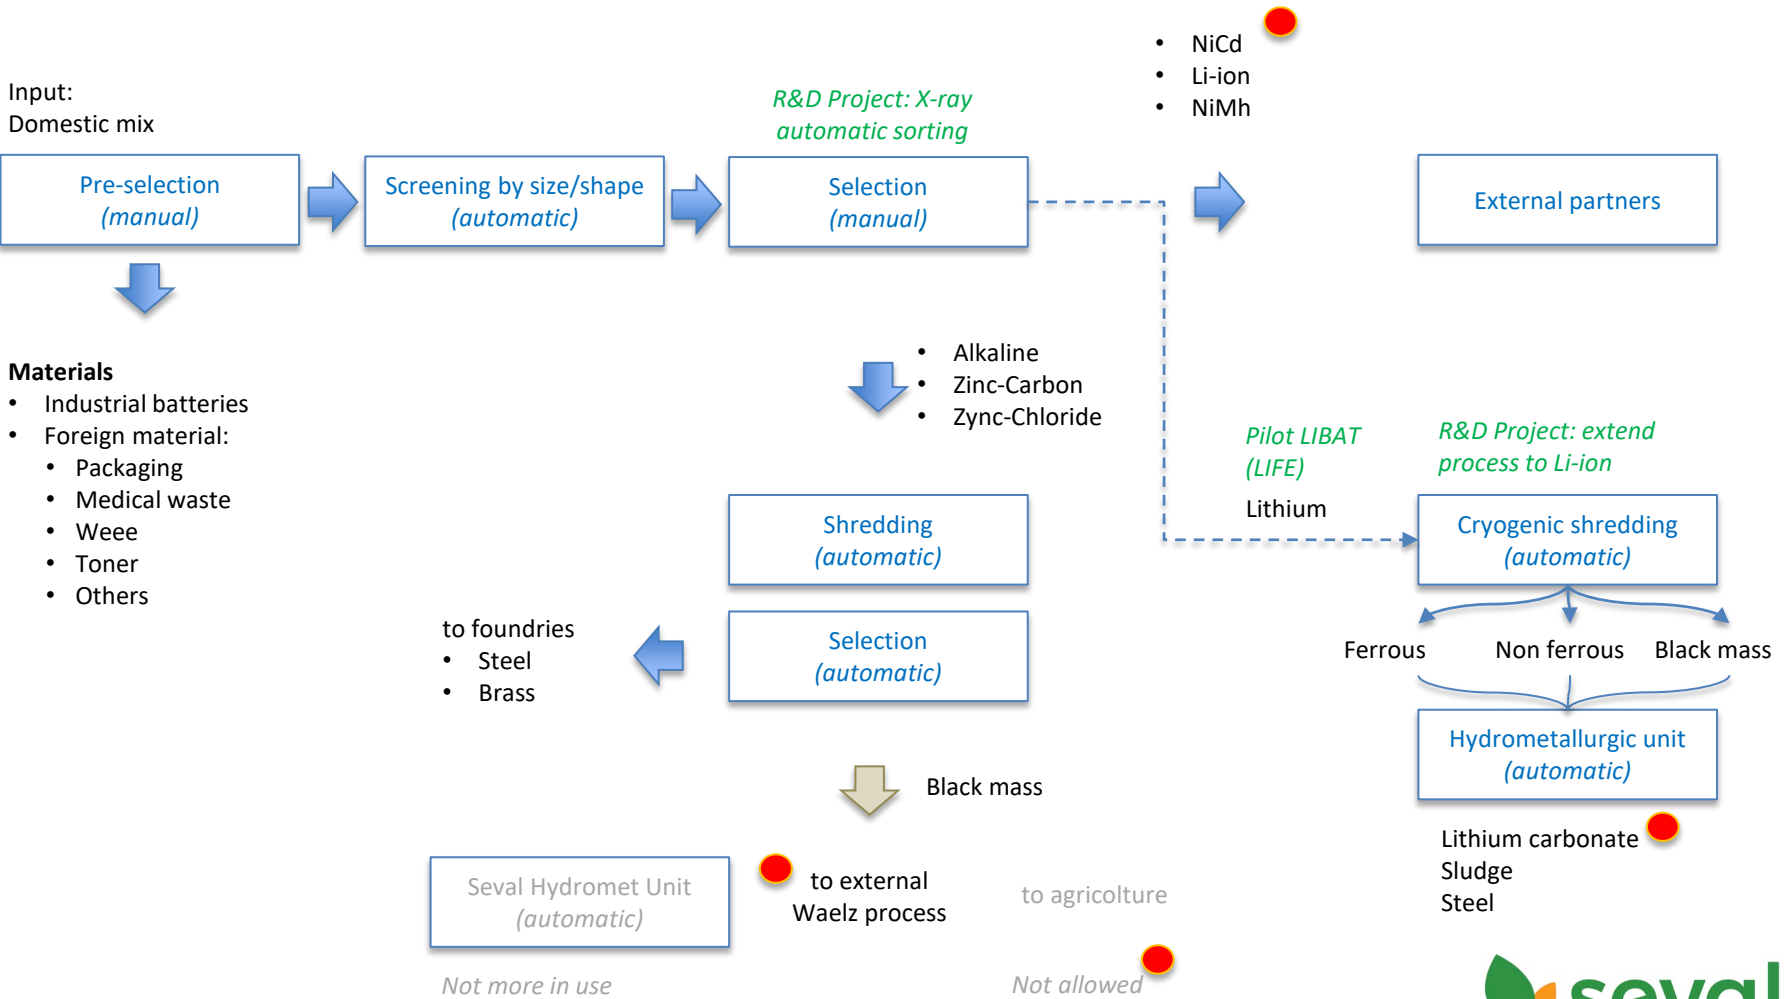 Input:
Domestic mix
Pre-selection
(manual)
Screening by size/shape
(automatic)
R&D Project: X-ray
automatic sorting
Selection
(manual)
• NiCd
• Li-ion
• NiMh
External partners
Materials
• Industrial batteries
• Foreign material:
• Packaging
• Medical waste
• Weee
• Toner
• Others
• Alkaline
• Zinc-Carbon
• Zync-Chloride
Pilot LIBAT
(LIFE)
Lithium
R&D Project: extend
process to Li-ion
Shredding
(automatic)
Cryogenic shredding
(automatic)
to foundries
• Steel
• Brass
Selection
(automatic)
Ferrous
Non ferrous
Black mass
Hydrometallurgic unit
(automatic)
Black mass
Lithium carbonate
Sludge
Steel
Seval Hydromet Unit
(automatic)
to external
Waelz process
to agricolture
Not more in use
Not allowed
seval